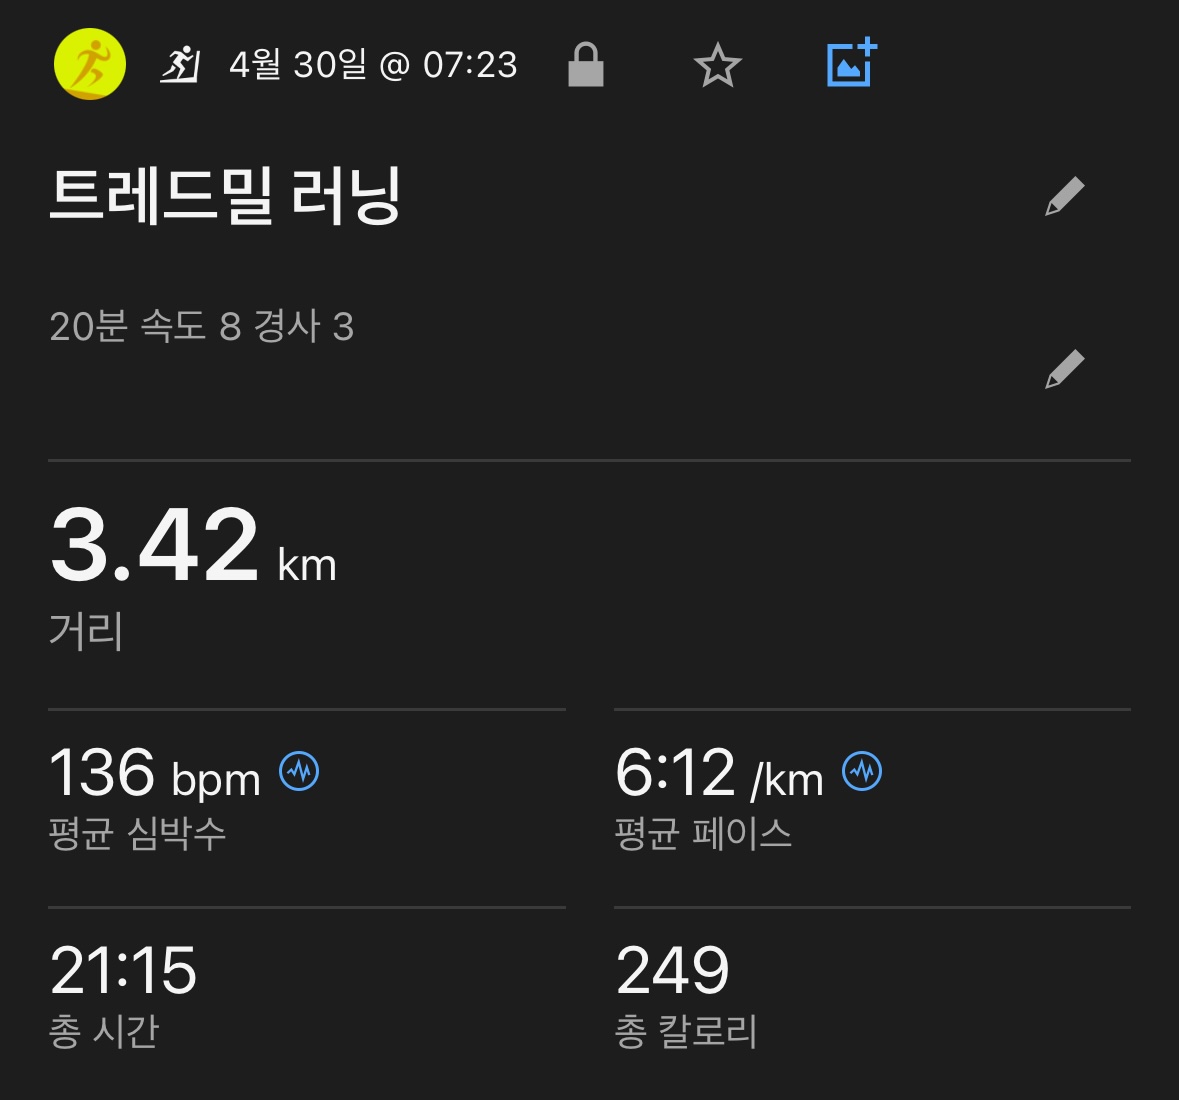 4월 30일 @ 07:23
트레드밀 러닝
20분 속도 8 경사 3
3.42 km
거리
136 bpm
평균 심박수
6:12 /km
평균 페이스
21:15
총 시간
249
총 칼로리